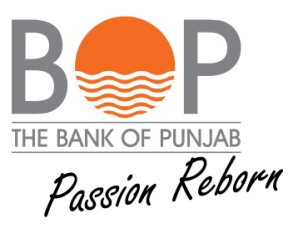 BOP
THE BANK OF PUNJAB
Passion Reborn